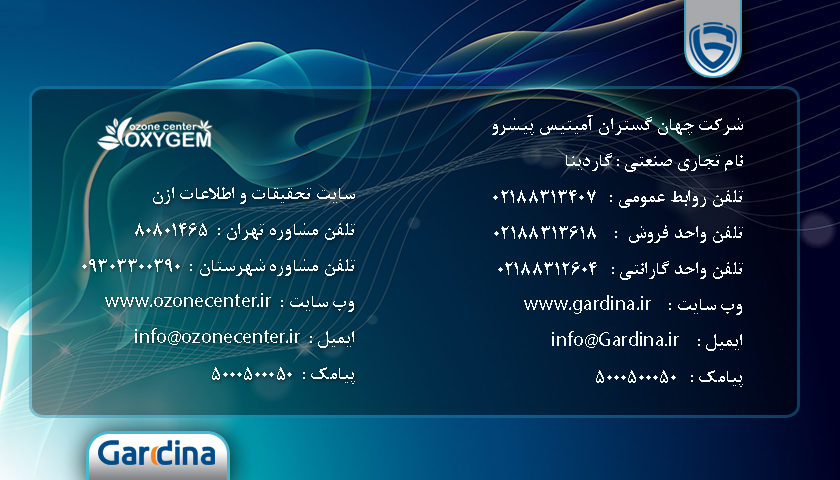 شرکت چهان گستران آمیتیس پیشرو
نام تجاری صنعتی : گاردینا
تلفن روابط عمومی : ۰۲۱۸۸۳۱۳۴۰۷
تلفن واحد فروش : ۰۲۱۸۸۳۱۳۶۱۸
تلفن واحد گارانتی : ۰۲۱۸۸۳۱۲۶۰۴
وب سایت : www.gardina.ir
ایمیل : info@Gardina.ir
پیامک : ۵۰۰۰۵۰۰۰۵۰
ozone center
OXYGEM
سایت تحقیقات و اطلاعات ازن
تلفن مشاوره تهران : ۸۰۸۰۱۴۶۵
تلفن مشاوره شهرستان : ۰۹۳۰۳۳۰۰۳۹۰
وب سایت : www.ozonecenter.ir
ایمیل : info@ozonecenter.ir
پیامک : ۵۰۰۰۵۰۰۰۵۰
Gardina